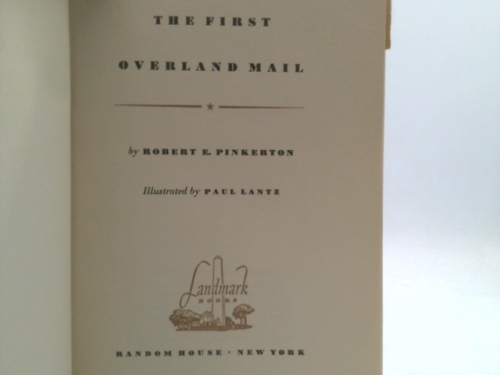 THE FIRST
OVERLAND MAIL
by ROBERT E. PINKERTON
Illustrated by PAUL LANTZ
Landmark
BOOKS
RANDOM HOUSE · NEW YORK